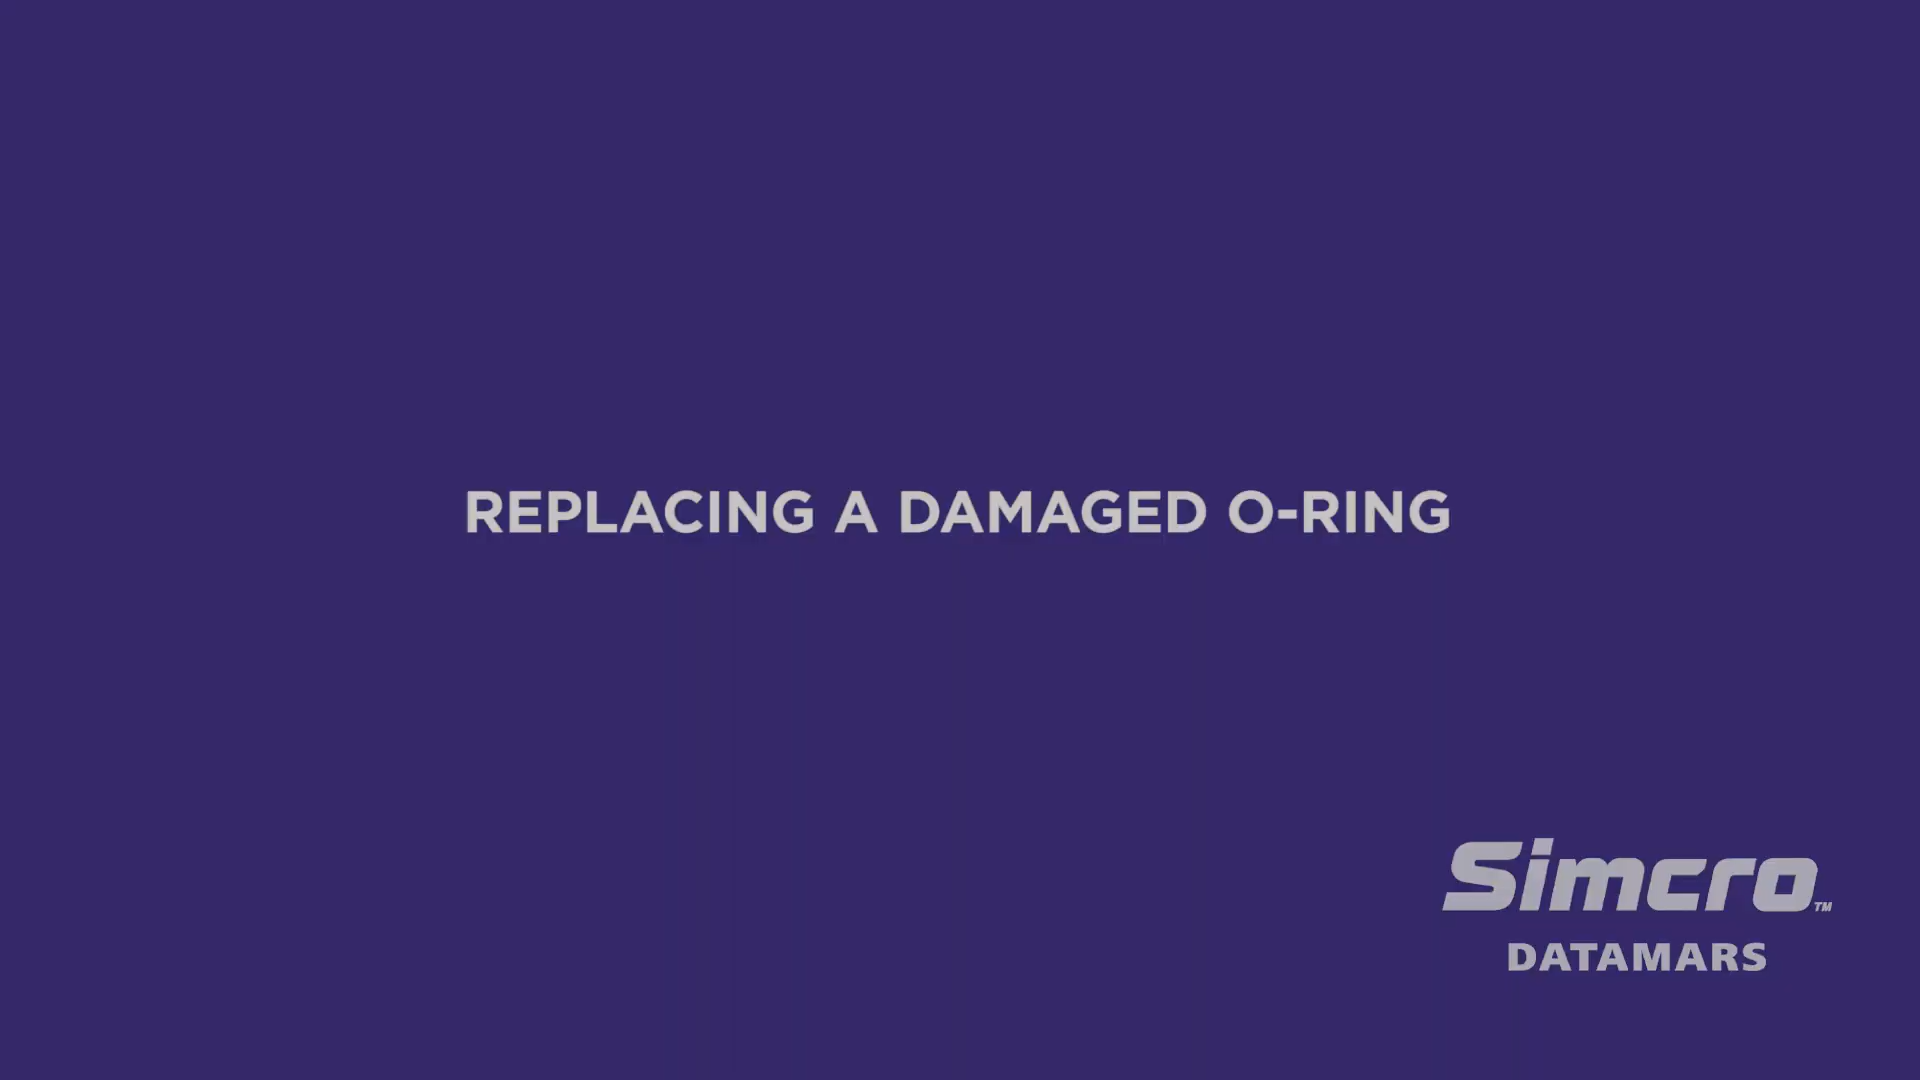 REPLACING A DAMAGED O-RING
Simcro™
DATAMARS